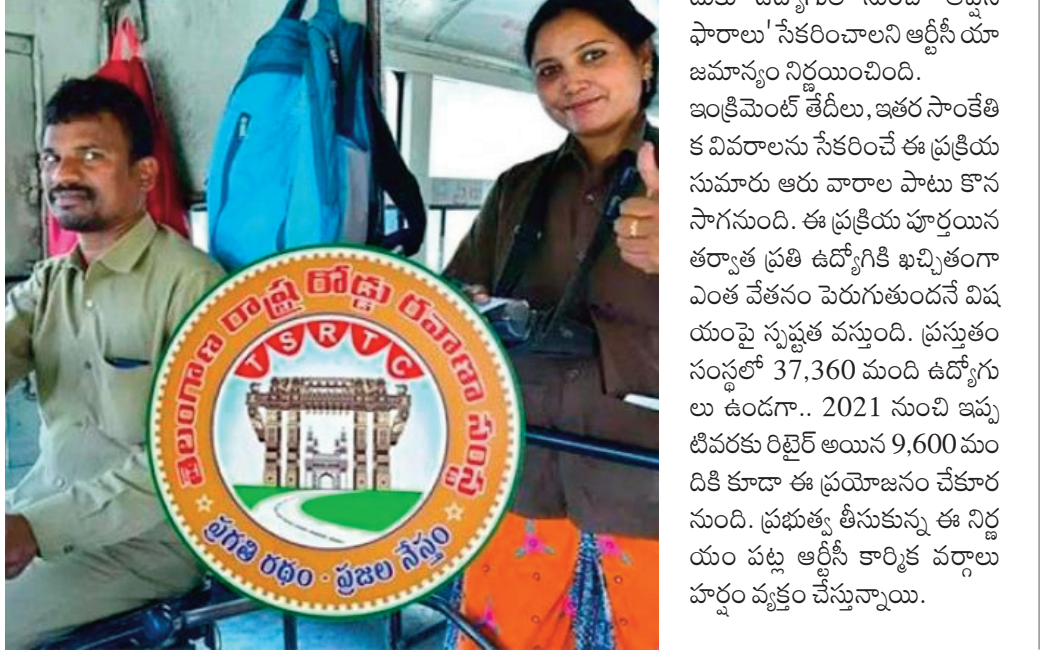 తెలంగాణ రాష్ట్ర రోడ్డు రవాణా సంస్థ
TSRTC
ప్రగతి రథం · ప్రజల నేస్తం
ఫారాలు' సేకరించాలని ఆర్టీసీ యా
జమాన్యం నిర్ణయించింది.
ఇంక్రిమెంట్ తేదీలు, ఇతర సాంకేతి
క వివరాలను సేకరించే ఈ ప్రక్రియ
సుమారు ఆరు వారాల పాటు కొన
సాగనుంది. ఈ ప్రక్రియ పూర్తయిన
తర్వాత ప్రతి ఉద్యోగికి ఖచ్చితంగా
ఎంత వేతనం పెరుగుతుందనే విష
యంపై స్పష్టత వస్తుంది. ప్రస్తుతం
సంస్థలో 37,360 మంది ఉద్యోగు
లు ఉండగా.. 2021 నుంచి ఇప్ప
టివరకు రిటైర్ అయిన 9,600 మం
దికి కూడా ఈ ప్రయోజనం చేకూర
నుంది. ప్రభుత్వ తీసుకున్న ఈ నిర్ణ
యం పట్ల ఆర్టీసీ కార్మిక వర్గాలు
హర్షం వ్యక్తం చేస్తున్నాయి.